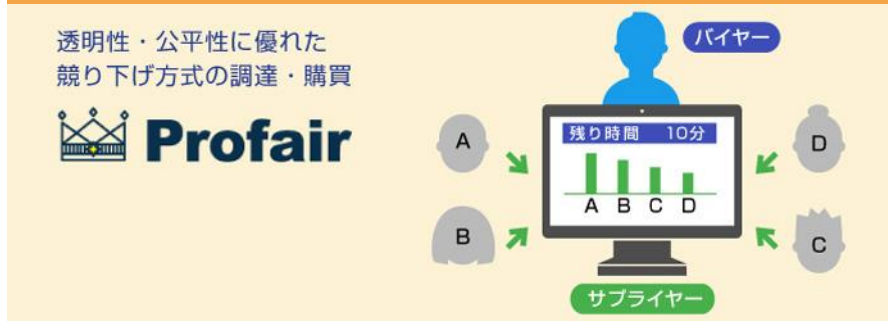 透明性・公平性に優れた
競り下げ方式の調達・購買
Profair
バイヤー
残り時間 10分
A B C D
A
B
D
C
サプライヤー